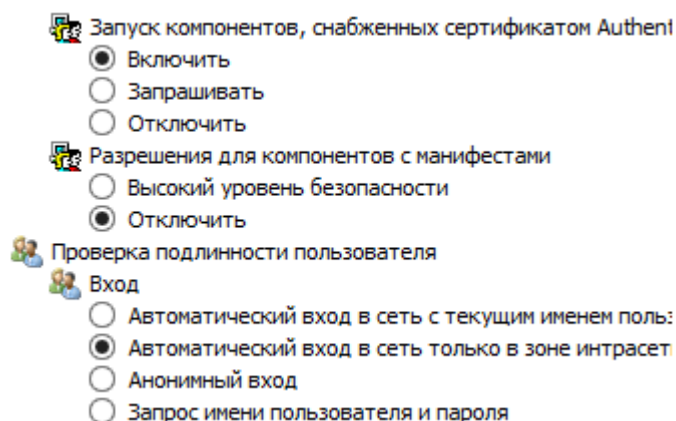 Запуск компонентов, снабженных сертификатом Authent
Включить
Запрашивать
Отключить
Разрешения для компонентов с манифестами
Высокий уровень безопасности
Отключить
Проверка подлинности пользователя
Вход
Автоматический вход в сеть с текущим именем польз
Автоматический вход в сеть только в зоне интрасет
Анонимный вход
Запрос имени пользователя и пароля